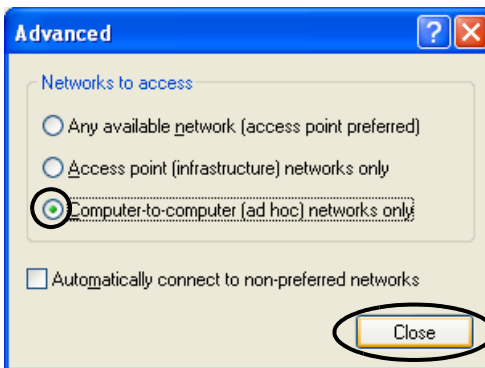 Advanced
Networks to access
Any available network (access point preferred)
Access point (infrastructure) networks only
Computer-to-computer (ad hoc) networks only
Automatically connect to non-preferred networks
Close